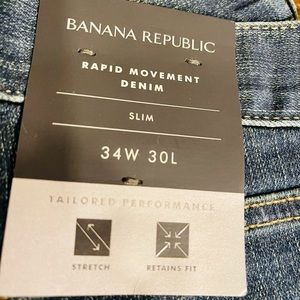 BANANA REPUBLIC
RAPID MOVEMENT
DENIM
SLIM
34W 30L
TAILORED PERFORMANCE
STRETCH
RETAINS FIT